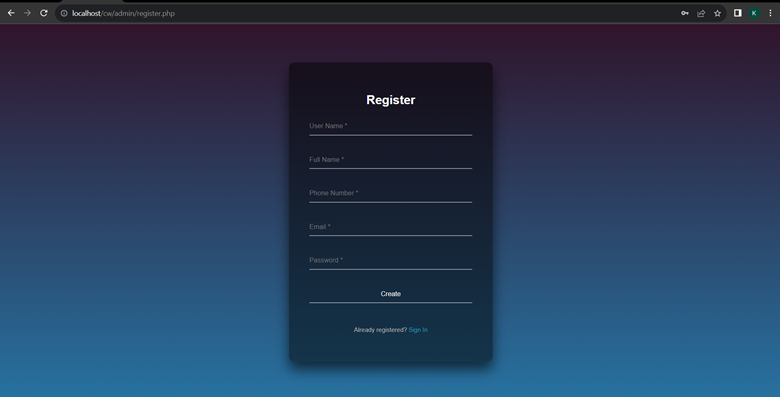 localhost/cw/admin/register.php
K
Register
User Name *
Full Name *
Phone Number *
Email *
Password *
Create
Already registered? Sign In